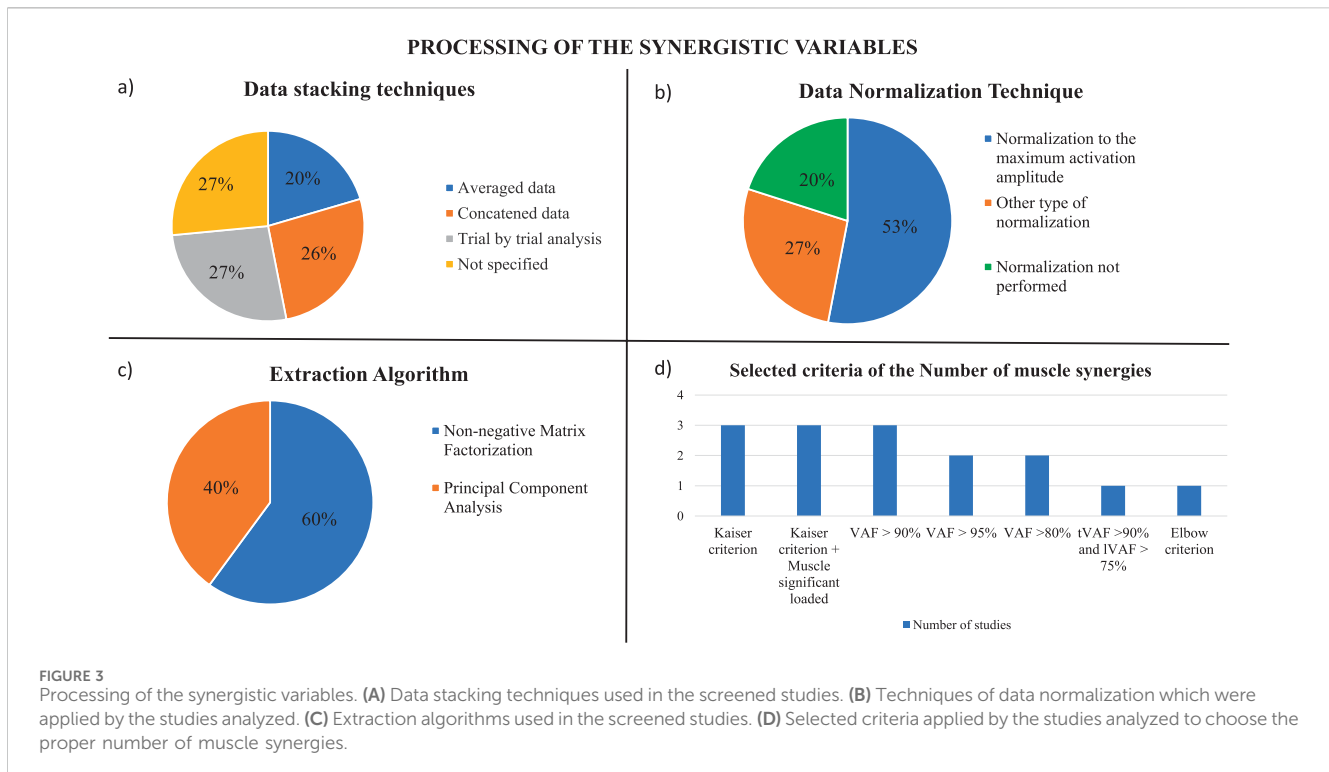 PROCESSING OF THE SYNERGISTIC VARIABLES
a)
Data stacking techniques
20%
26%
27%
27%
Averaged data
Concatened data
Trial by trial analysis
Not specified
b)
Data Normalization Technique
53%
27%
20%
Normalization to the
maximum activation
amplitude
Other type of
normalization
Normalization not
performed
c)
Extraction Algorithm
40%
60%
Non-negative Matrix
Factorization
Principal Component
Analysis
d)
Selected criteria of the Number of muscle synergies
4
3
2
1
0
Kaiser
criterion
Kaiser
criterion +
Muscle
significant
loaded
VAF > 90%
VAF > 95%
VAF >80%
tVAF >90%
and lVAF >
75%
Elbow
criterion
Number of studies
FIGURE 3
Processing of the synergistic variables. (A) Data stacking techniques used in the screened studies. (B) Techniques of data normalization which were
applied by the studies analyzed. (C) Extraction algorithms used in the screened studies. (D) Selected criteria applied by the studies analyzed to choose the
proper number of muscle synergies.